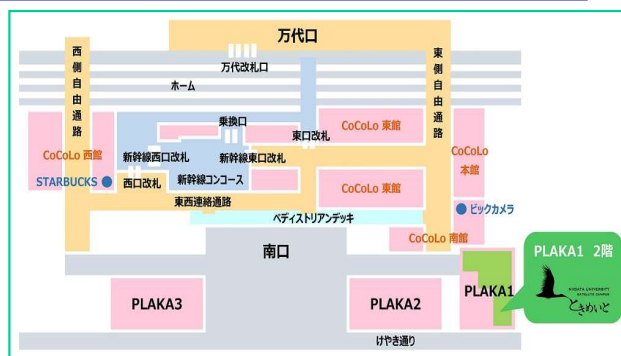 万代口
西側自由通路
東側自由通路
万代改札口
ホーム
乗換口
東口改札
CoCoLo 東館
CoCoLo 西館
新幹線西口改札
新幹線東口改札
CoCoLo 本館
STARBUCKS
西口改札
新幹線コンコース
CoCoLo 東館
東西連絡通路
ビックカメラ
ペディストリアンデッキ
南口
CoCoLo 南館
PLAKA1 2階
NIIGATA UNIVERSITY
SATELLITE CAMPUS
ときめいと
PLAKA3
PLAKA2
PLAKA1
けやき通り